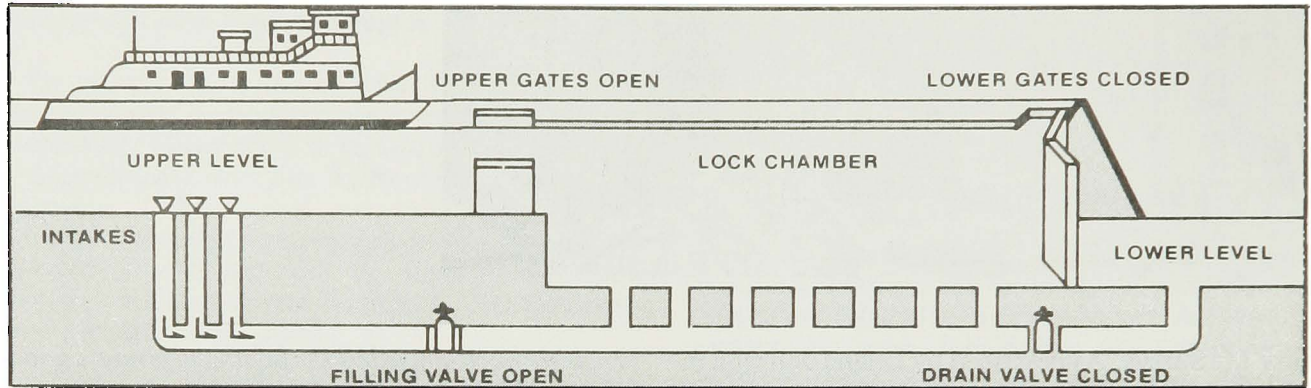 UPPER GATES OPEN
LOWER GATES CLOSED
UPPER LEVEL
LOCK CHAMBER
INTAKES
LOWER LEVEL
FILLING VALVE OPEN
DRAIN VALVE CLOSED